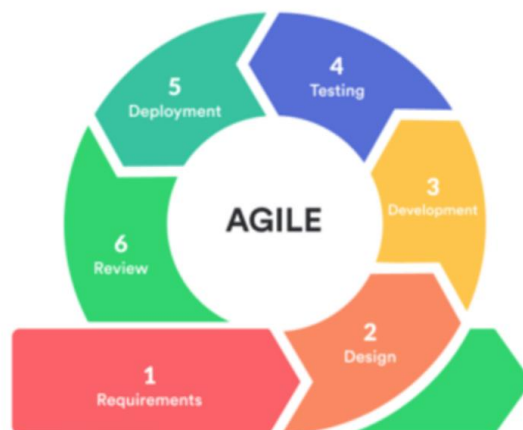 AGILE
1
Requirements
2
Design
3
Development
4
Testing
5
Deployment
6
Review